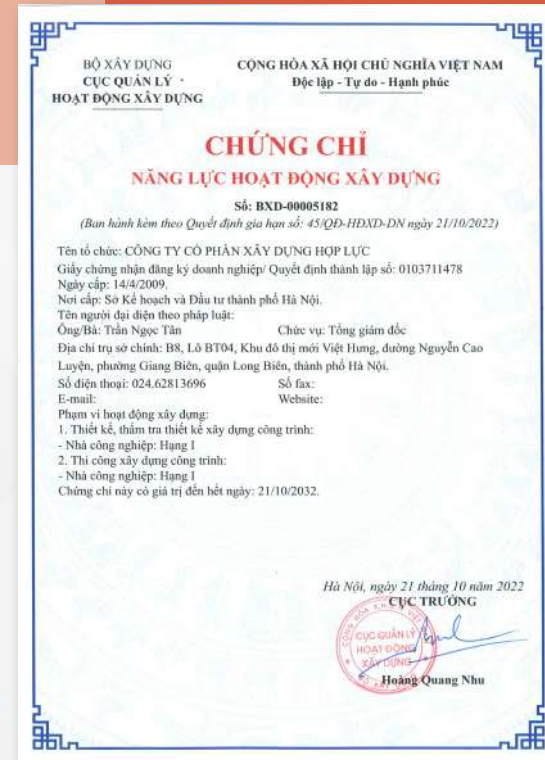 BỘ XÂY DỰNG
CỤC QUẢN LÝ
HOẠT ĐỘNG XÂY DỰNG
CỘNG HÒA XÃ HỘI CHỦ NGHĨA VIỆT NAM
Độc lập - Tự do - Hạnh phúc
CHỨNG CHỈ
NĂNG LỰC HOẠT ĐỘNG XÂY DỰNG
Số: BXD-00005182
(Ban hành kèm theo Quyết định gia hạn số: 45/QĐ-HĐXD-DN ngày 21/10/2022)
Tên tổ chức: CÔNG TY CỔ PHẦN XÂY DỰNG HỢP LỰC
Giấy chứng nhận đăng ký doanh nghiệp/ Quyết định thành lập số: 0103711478
Ngày cấp: 14/4/2009.
Nơi cấp: Sở Kế hoạch và Đầu tư thành phố Hà Nội.
Tên người đại diện theo pháp luật:
Ông/Bà: Trần Ngọc Tân Chức vụ: Tổng giám đốc
Địa chỉ trụ sở chính: B8, Lô BT04, Khu đô thị mới Việt Hưng, đường Nguyễn Cao
Luyện, phường Giang Biên, quận Long Biên, thành phố Hà Nội.
Số điện thoại: 024.62813696 Số fax:
E-mail: Website:
Phạm vi hoạt động xây dựng:
1. Thiết kế, thẩm tra thiết kế xây dựng công trình:
- Nhà công nghiệp: Hạng I
2. Thi công xây dựng công trình:
- Nhà công nghiệp: Hạng I
Chứng chỉ này có giá trị đến hết ngày: 21/10/2032.
Hà Nội, ngày 21 tháng 10 năm 2022
CỤC TRƯỞNG
CỤC QUẢN LÝ
HOẠT ĐỘNG
XÂY DỰNG
Hoàng Quang Nhu